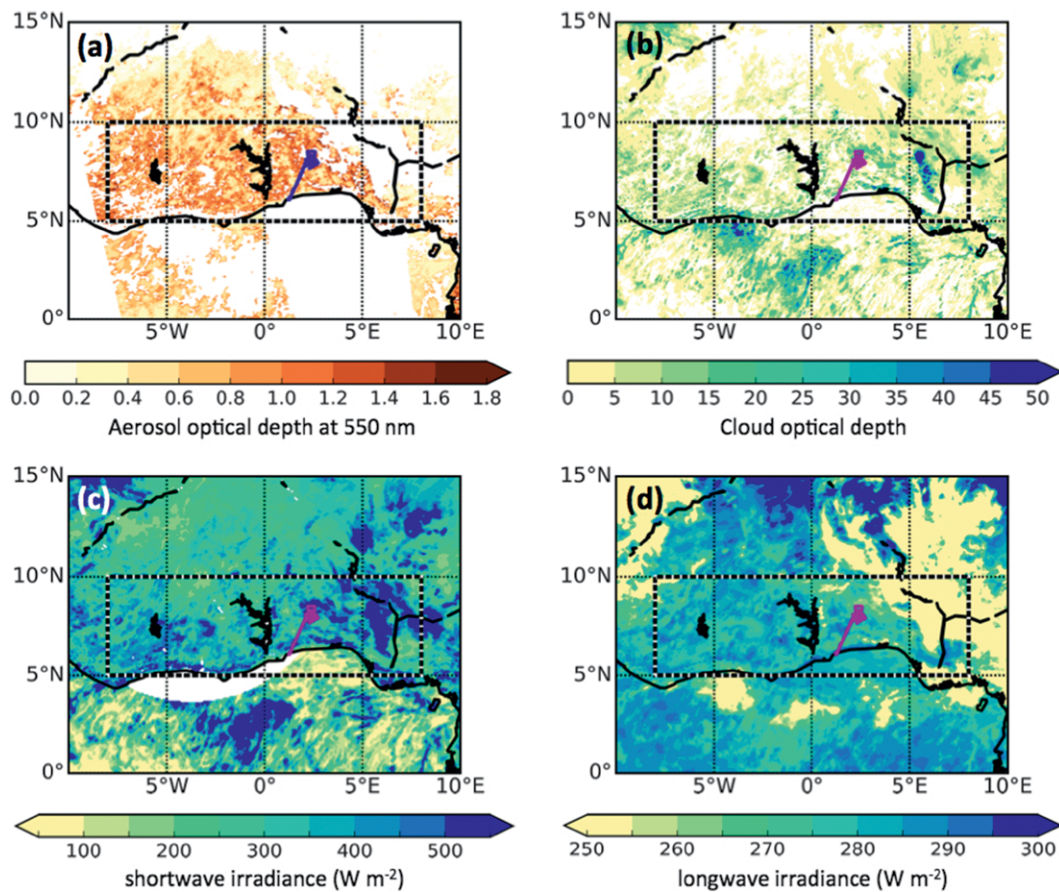 15°N (a)
10°N
5°N
0°
5°W 0° 5°E 10°E
0.0 0.2 0.4 0.6 0.8 1.0 1.2 1.4 1.6 1.8
Aerosol optical depth at 550 nm
15°N (b)
10°N
5°N
0°
5°W 0° 5°E 10°E
0 5 10 15 20 25 30 35 40 45 50
Cloud optical depth
15°N (c)
10°N
5°N
0°
5°W 0° 5°E 10°E
100 200 300 400 500
shortwave irradiance (W m⁻²)
15°N (d)
10°N
5°N
0°
5°W 0° 5°E 10°E
250 260 265 270 280 290 300
longwave irradiance (W m⁻²)